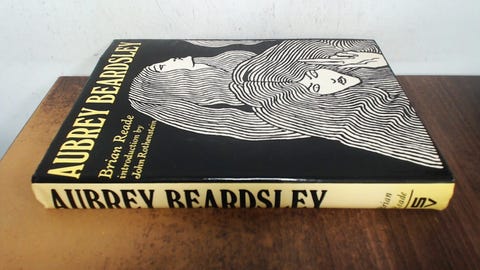 AUBREY BEARDSLEY
Brian Reade
introduction by
John Rothenstein
AUBREY BEARDSLEY
Brian
Reade